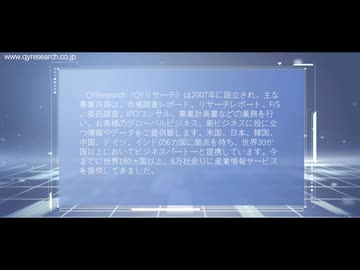 www.qyresearch.co.jp
QYResearch（QYリサーチ）は2007年に設立され、主な
事業内容は、市場調査レポート、リサーチレポート、F/S
、委託調査、IPOコンサル、事業計画書などの業務を行
い、お客様のグローバルビジネス、新ビジネスに役に立
つ情報やデータをご提供致します。米国、日本、韓国、
中国、ドイツ、インドの6カ国に拠点を持ち、世界30か
国以上においてビジネスパートナーと提携しています。今
までに世界160ヵ国以上、6万社余りに産業情報サービス
を提供してきました。